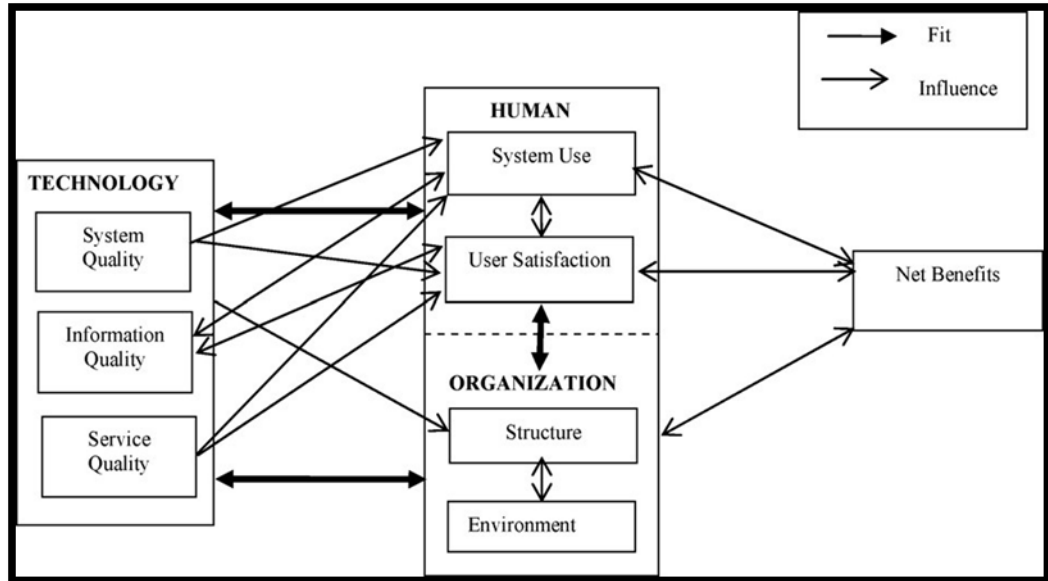 Fit
Influence
HUMAN
System Use
User Satisfaction
TECHNOLOGY
System
Quality
Information
Quality
Service
Quality
ORGANIZATION
Structure
Environment
Net Benefits